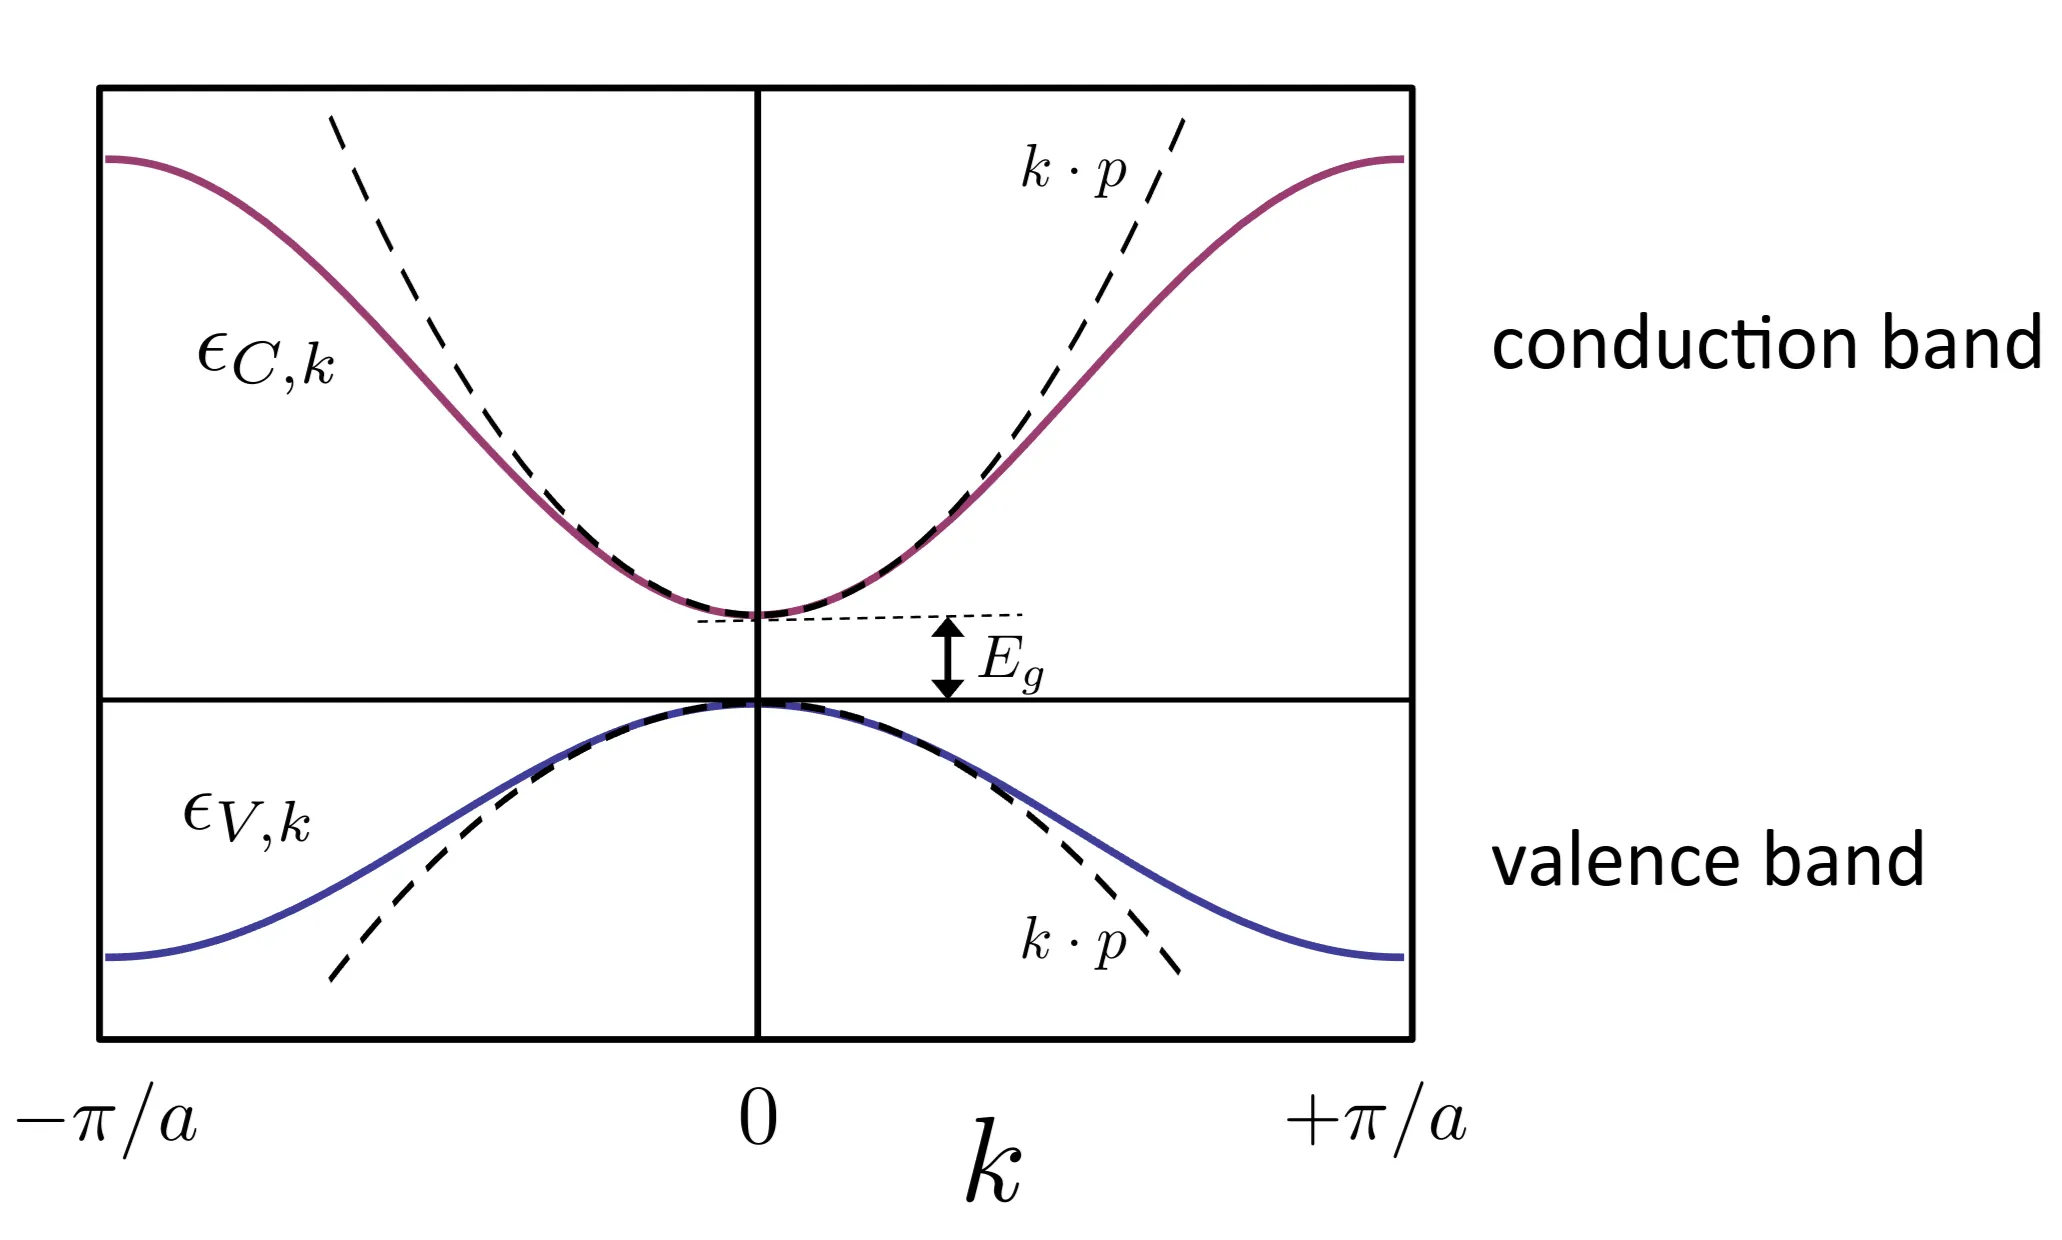 k · p
conduction band
ϵ_{C,k}
E_g
ϵ_{V,k}
valence band
k · p
−π/a
0
+π/a
k